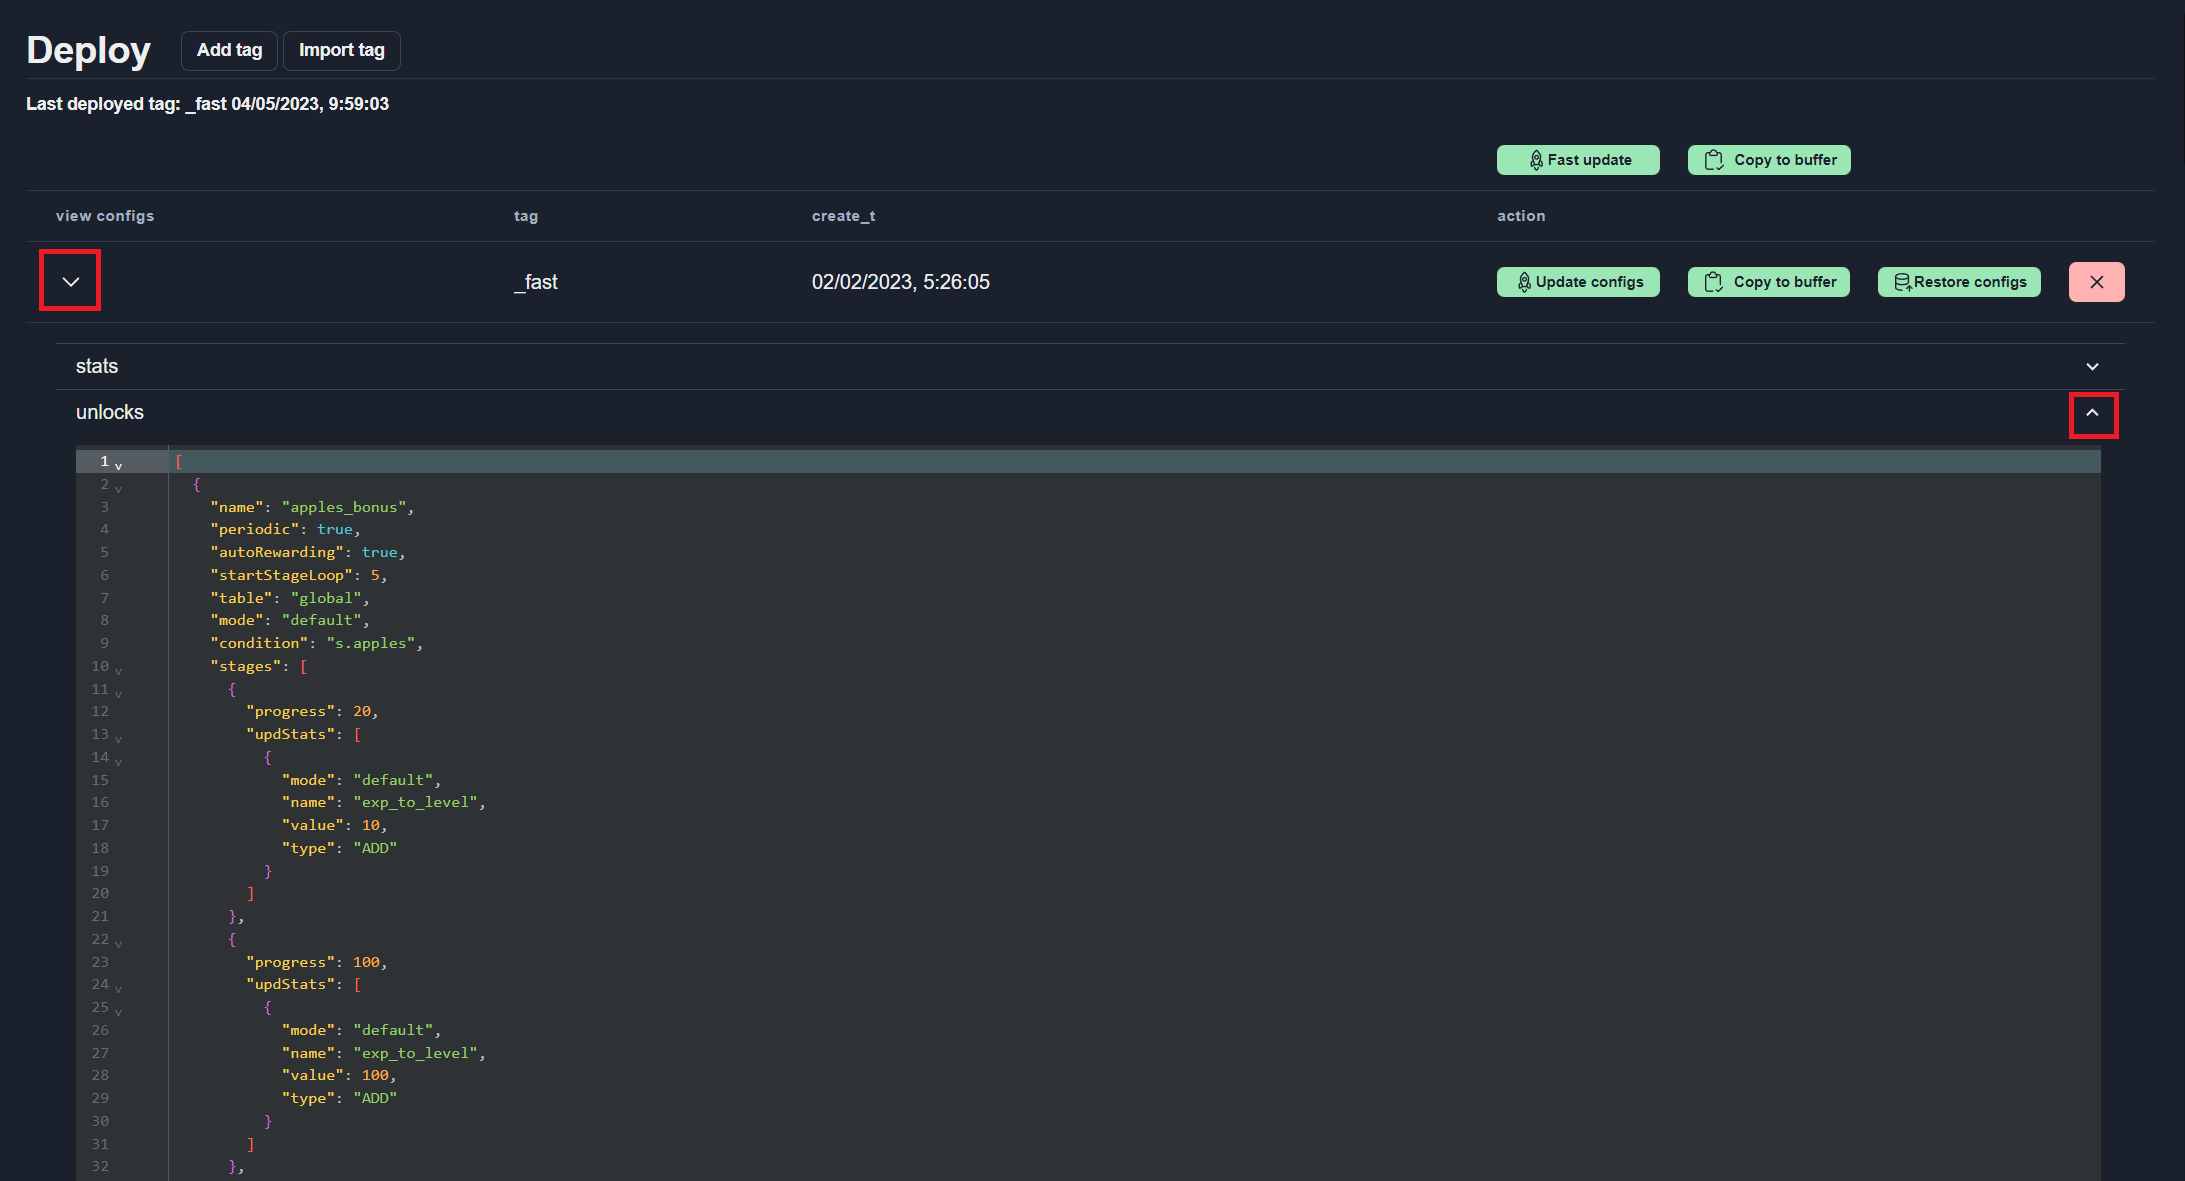 Deploy Add tag Import tag
Last deployed tag: _fast 04/05/2023, 9:59:03
Fast update Copy to buffer
view configs tag create_t action
_fast 02/02/2023, 5:26:05 Update configs Copy to buffer Restore configs
stats
unlocks
1 [
2 {
3 "name": "apples_bonus",
4 "periodic": true,
5 "autoRewarding": true,
6 "startStageLoop": 5,
7 "table": "global",
8 "mode": "default",
9 "condition": "s.apples",
10 "stages": [
11 {
12 "progress": 20,
13 "updStats": [
14 {
15 "mode": "default",
16 "name": "exp_to_level",
17 "value": 10,
18 "type": "ADD"
19 }
20 ]
21 },
22 {
23 "progress": 100,
24 "updStats": [
25 {
26 "mode": "default",
27 "name": "exp_to_level",
28 "value": 100,
29 "type": "ADD"
30 }
31 ]
32 },